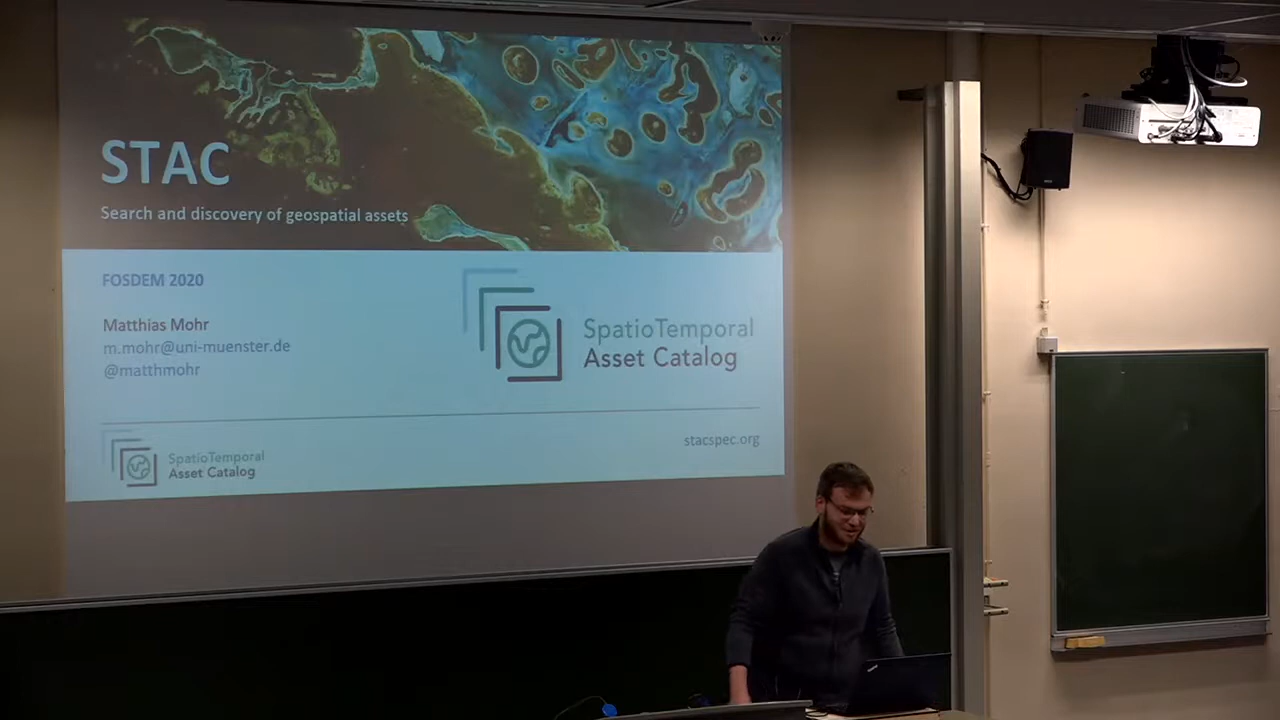 STAC
Search and discovery of geospatial assets
FOSDEM 2020
Matthias Mohr
m.mohr@uni-muenster.de
@matthmohr
SpatioTemporal
Asset Catalog
stacspec.org
SpatioTemporal
Asset Catalog